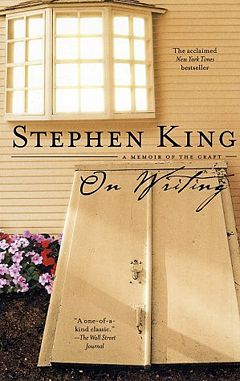 The acclaimed
New York Times
bestseller
STEPHEN KING
A MEMOIR OF THE CRAFT
On Writing
"A one-of-a-
kind classic."
—The Wall Street
Journal